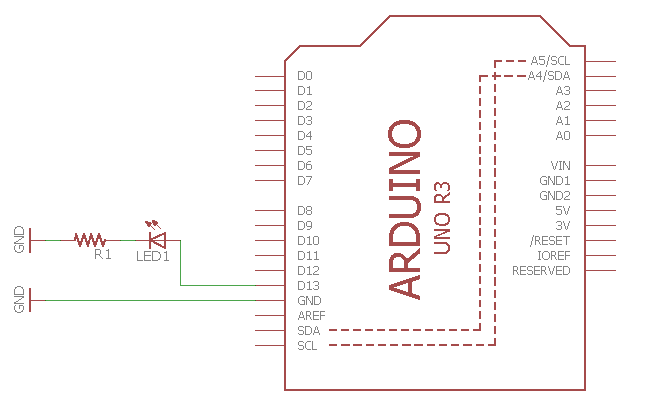 D0
D1
D2
D3
D4
D5
D6
D7
D8
D9
D10
D11
D12
D13
GND
AREF
SDA
SCL
ARDUINO
UNO R3
A5/SCL
A4/SDA
A3
A2
A1
A0
VIN
GND1
GND2
5V
3V
/RESET
IOREF
RESERVED
GND
R1
LED1
GND